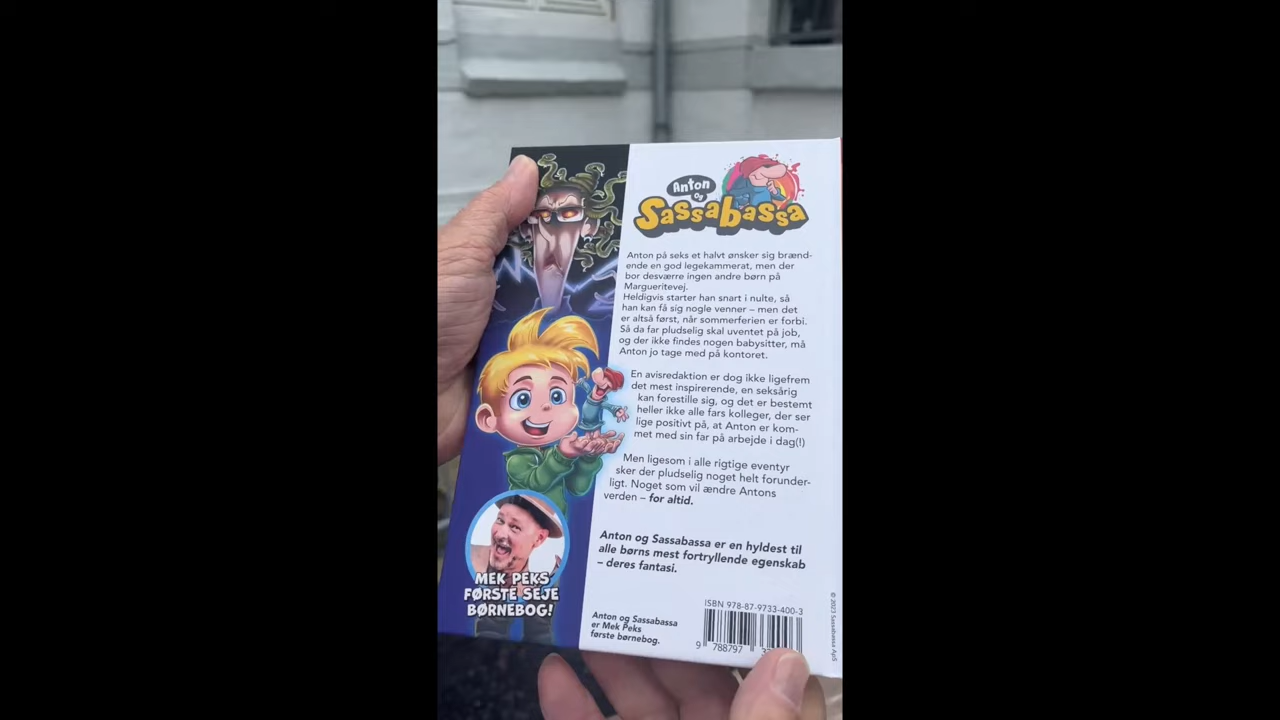 Anton
og
Sassabassa
Anton på seks et halvt ønsker sig brænd-
ende en god legekammerat, men der
bor desværre ingen andre børn på
Margueritevej.
Heldigvis starter han snart i nulte, så
han kan få sig nogle venner – men det
er altså først, når sommerferien er forbi.
Så da far pludselig skal uventet på job,
og der ikke findes nogen babysitter, må
Anton jo tage med på kontoret.
En avisredaktion er dog ikke ligefrem
det mest inspirerende, en seksårig
kan forestille sig, og det er bestemt
heller ikke alle fars kolleger, der ser
lige positivt på, at Anton er kom-
met med sin far på arbejde i dag(!)
Men ligesom i alle rigtige eventyr
sker der pludselig noget helt forunder-
ligt. Noget som vil ændre Antons
verden – for altid.
Anton og Sassabassa er en hyldest til
alle børns mest fortryllende egenskab
– deres fantasi.
MEK PEKS
FØRSTE SEJE
BØRNEBOG!
Anton og Sassabassa
er Mek Peks
første børnebog.
ISBN 978-87-9733-400-3
9 788797
© 2023 Sassabassa ApS